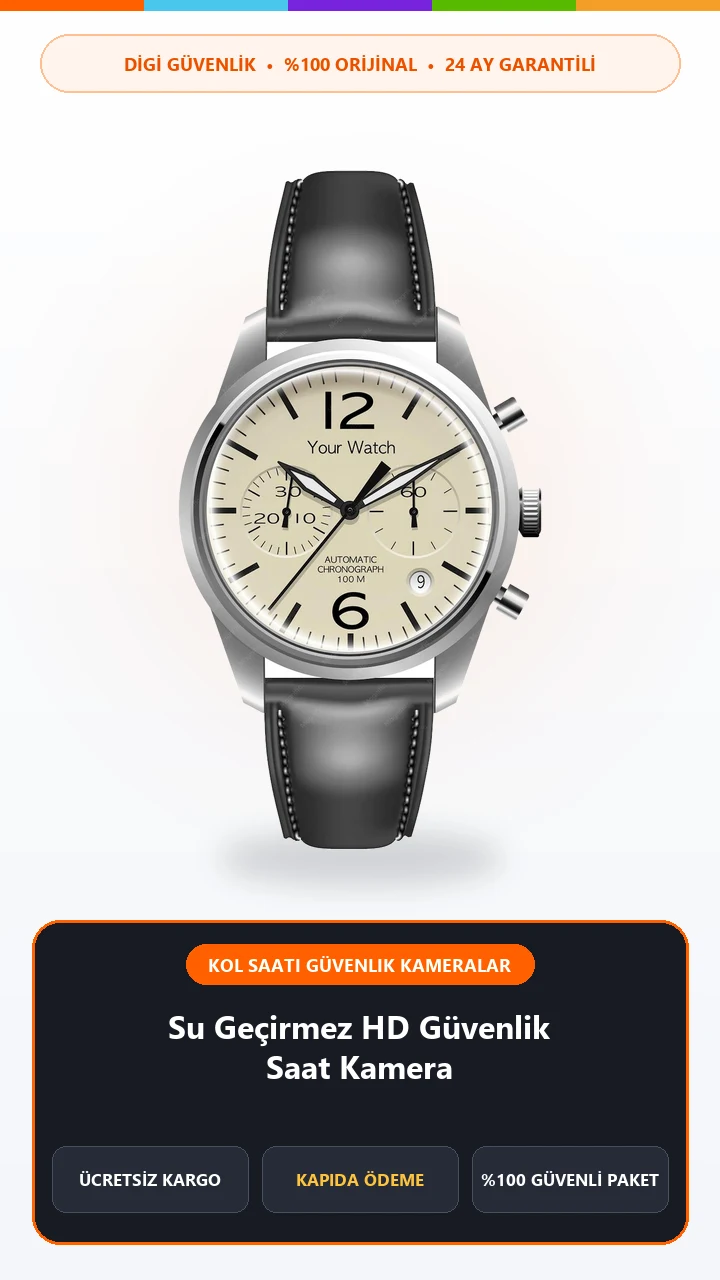 DİGİ GÜVENLİK • %100 ORİJİNAL • 24 AY GARANTİLİ
12
Your Watch
30
60
20 10
AUTOMATIC
CHRONOGRAPH
100 M
9
6
KOL SAATI GÜVENLIK KAMERALAR
Su Geçirmez HD Güvenlik
Saat Kamera
ÜCRETSİZ KARGO
KAPIDA ÖDEME
%100 GÜVENLİ PAKET